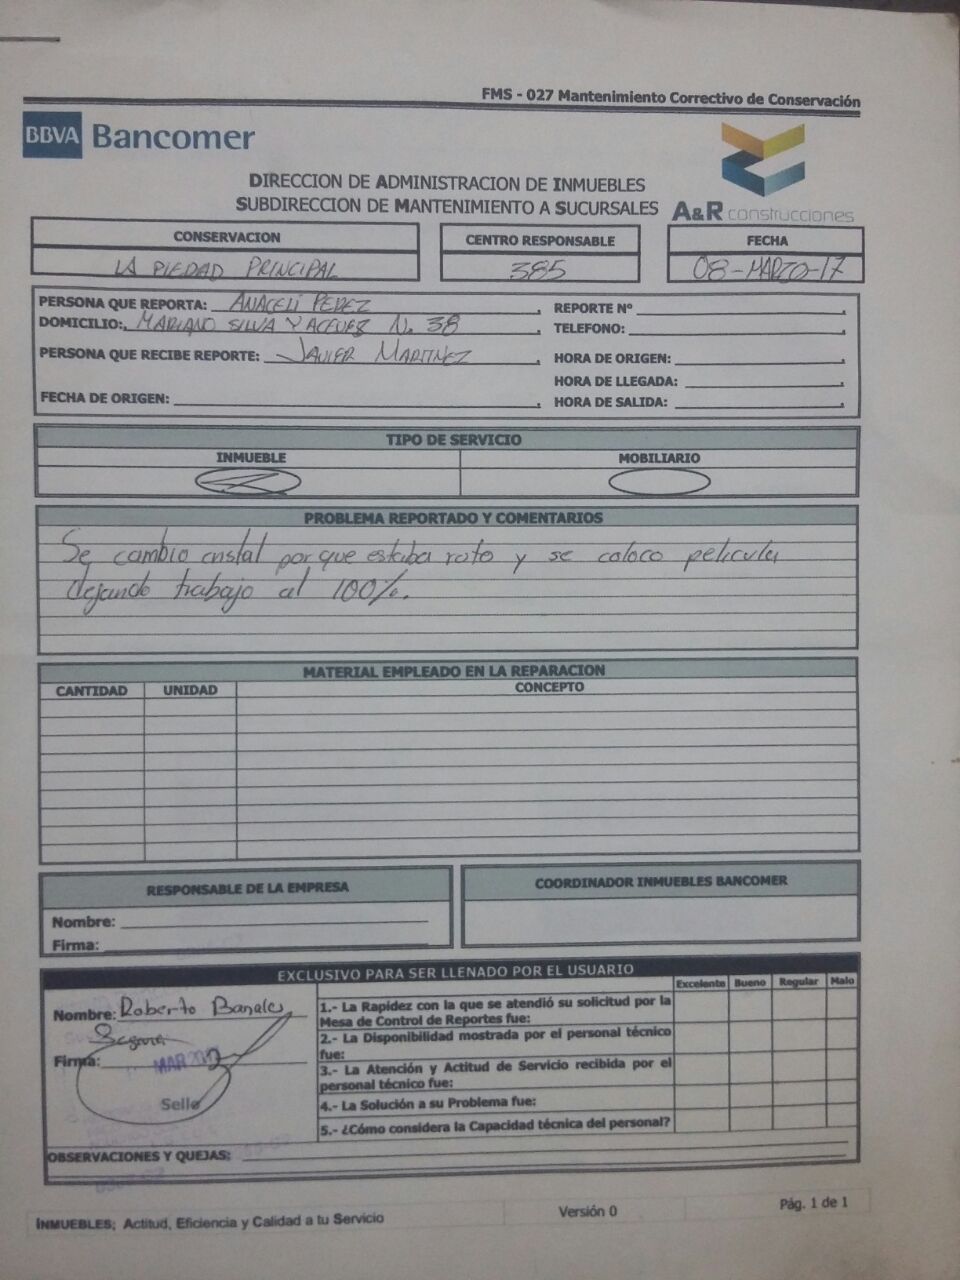 FMS - 027 Mantenimiento Correctivo de Conservación
BBVA Bancomer
DIRECCION DE ADMINISTRACION DE INMUEBLES
SUBDIRECCION DE MANTENIMIENTO A SUCURSALES
A&R construcciones
CONSERVACION
LA PIEDAD PRINCIPAL
CENTRO RESPONSABLE
385
FECHA
08-MARZO-17
PERSONA QUE REPORTA: ANACELI PEREZ
REPORTE Nº
DOMICILIO: MARIANO SILVA Y ACEVES N. 38
TELEFONO:
PERSONA QUE RECIBE REPORTE: JAVIER MARTINEZ
HORA DE ORIGEN:
HORA DE LLEGADA:
FECHA DE ORIGEN:
HORA DE SALIDA:
TIPO DE SERVICIO
INMUEBLE
MOBILIARIO
PROBLEMA REPORTADO Y COMENTARIOS
Se cambio cristal por que estaba roto y se coloco pelicula
dejando trabajo al 100%.
MATERIAL EMPLEADO EN LA REPARACION
CANTIDAD UNIDAD CONCEPTO
RESPONSABLE DE LA EMPRESA
Nombre:
Firma:
COORDINADOR INMUEBLES BANCOMER
EXCLUSIVO PARA SER LLENADO POR EL USUARIO
Excelente Bueno Regular Malo
Nombre: Roberto Banales
Segovia
Firma:
MAR 2017
Sello
1.- La Rapidez con la que se atendió su solicitud por la
Mesa de Control de Reportes fue:
2.- La Disponibilidad mostrada por el personal técnico
fue:
3.- La Atención y Actitud de Servicio recibida por el
personal técnico fue:
4.- La Solución a su Problema fue:
5.- ¿Cómo considera la Capacidad técnica del personal?
OBSERVACIONES Y QUEJAS:
INMUEBLES; Actitud, Eficiencia y Calidad a tu Servicio
Versión 0
Pág. 1 de 1